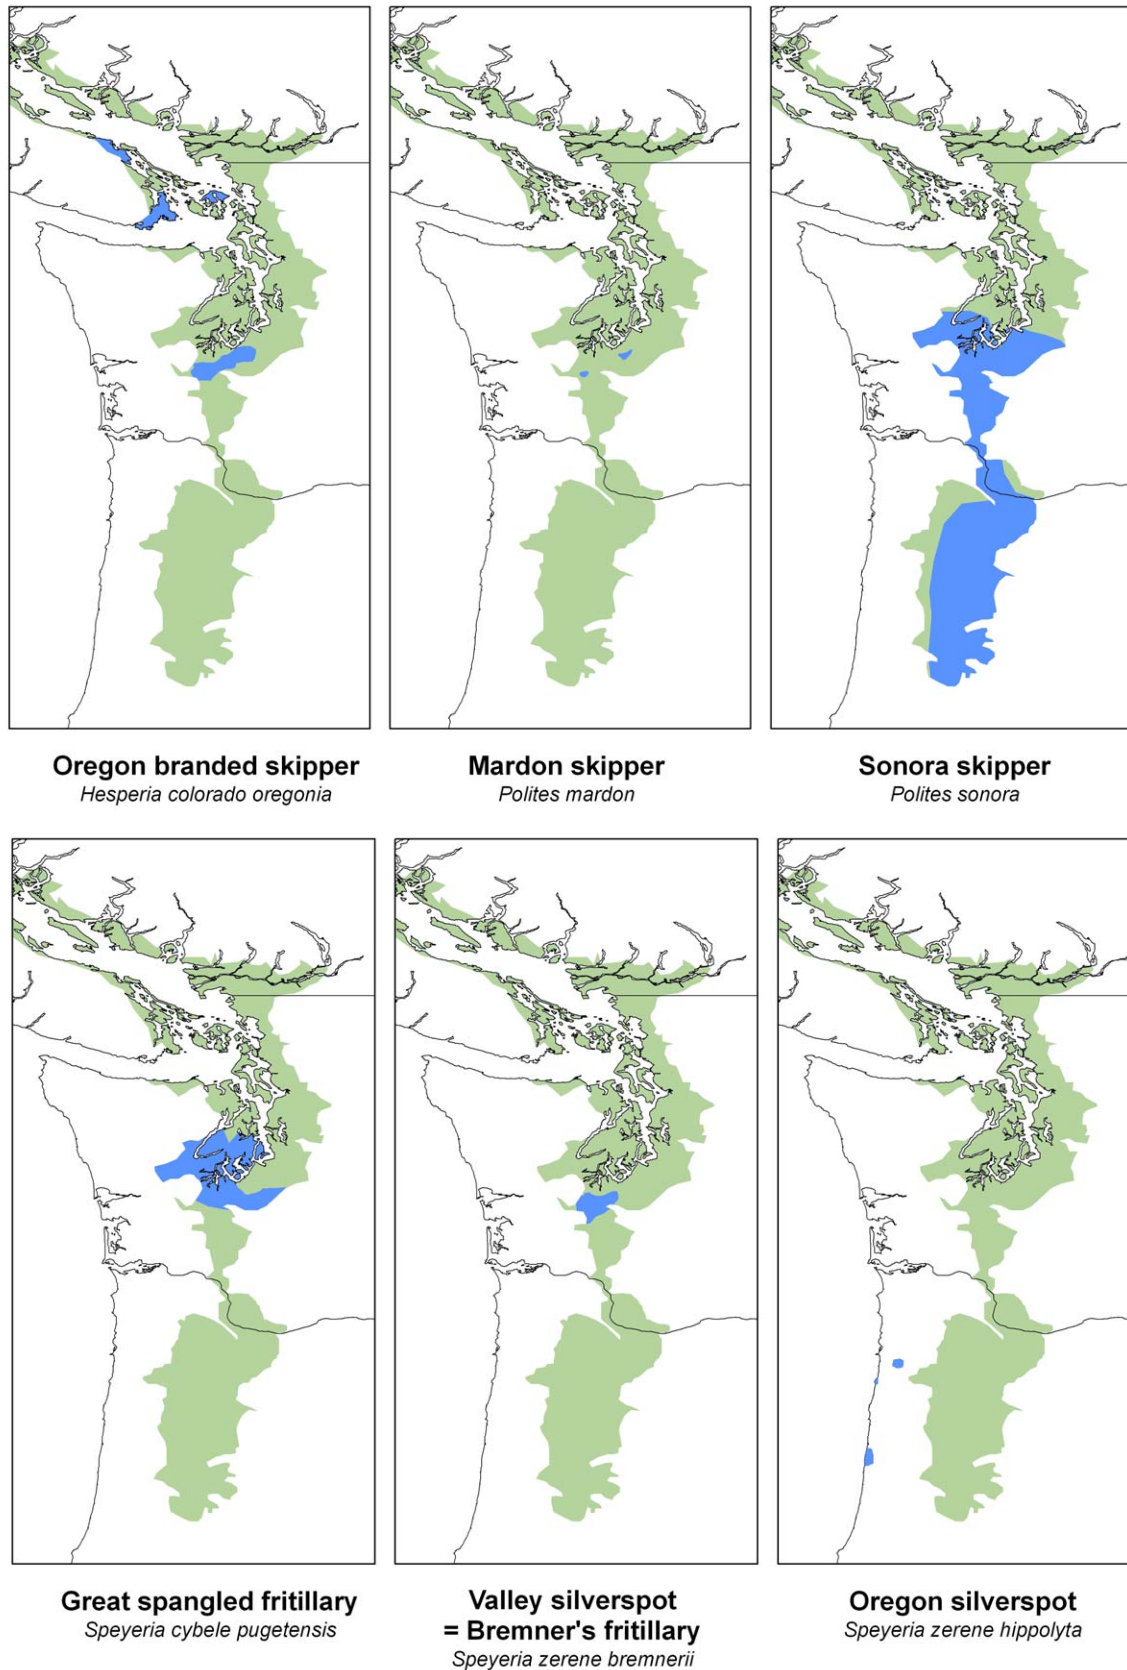 Oregon branded skipper
Hesperia colorado oregonia
Mardon skipper
Polites mardon
Sonora skipper
Polites sonora
Great spangled fritillary
Speyeria cybele pugetensis
Valley silverspot
= Bremner's fritillary
Speyeria zerene bremnerii
Oregon silverspot
Speyeria zerene hippolyta